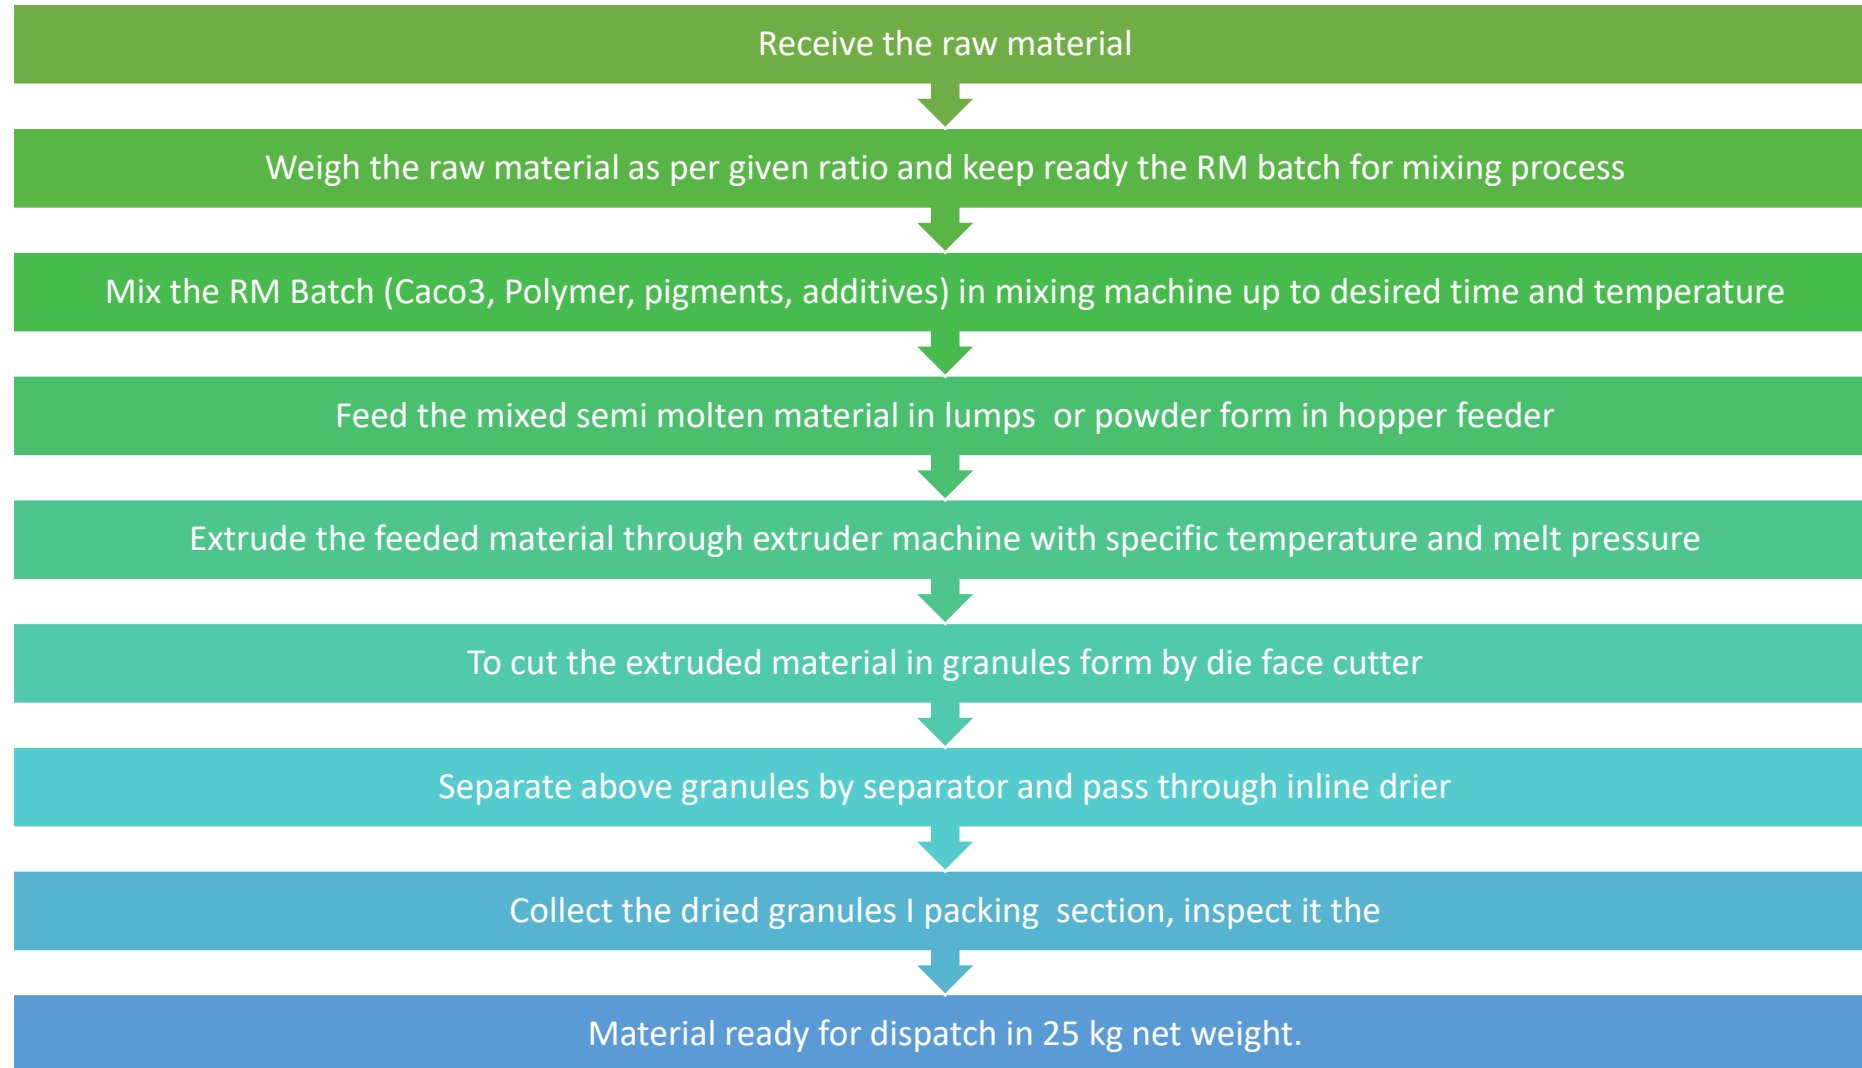 Receive the raw material
Weigh the raw material as per given ratio and keep ready the RM batch for mixing process
Mix the RM Batch (Caco3, Polymer, pigments, additives) in mixing machine up to desired time and temperature
Feed the mixed semi molten material in lumps  or powder form in hopper feeder
Extrude the feeded material through extruder machine with specific temperature and melt pressure
To cut the extruded material in granules form by die face cutter
Separate above granules by separator and pass through inline drier
Collect the dried granules I packing  section, inspect it the
Material ready for dispatch in 25 kg net weight.